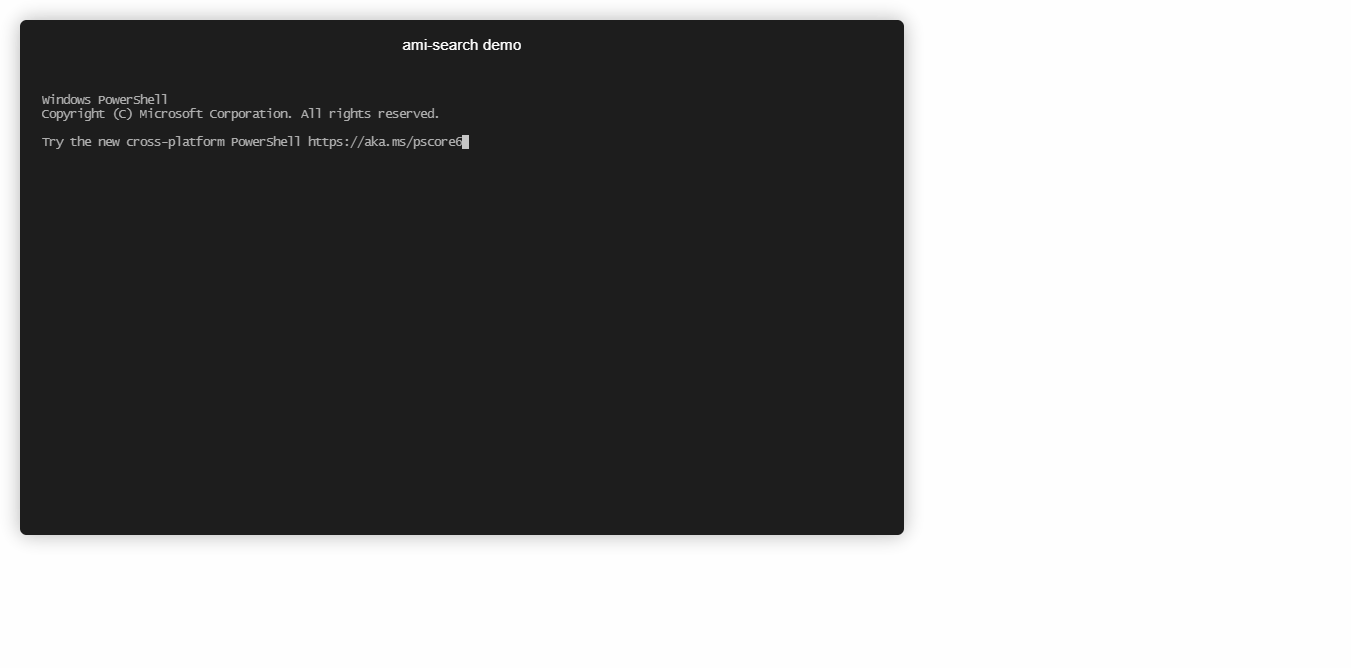 ami-search demo
Windows PowerShell
Copyright (C) Microsoft Corporation. All rights reserved.
Try the new cross-platform PowerShell https://aka.ms/pscore6